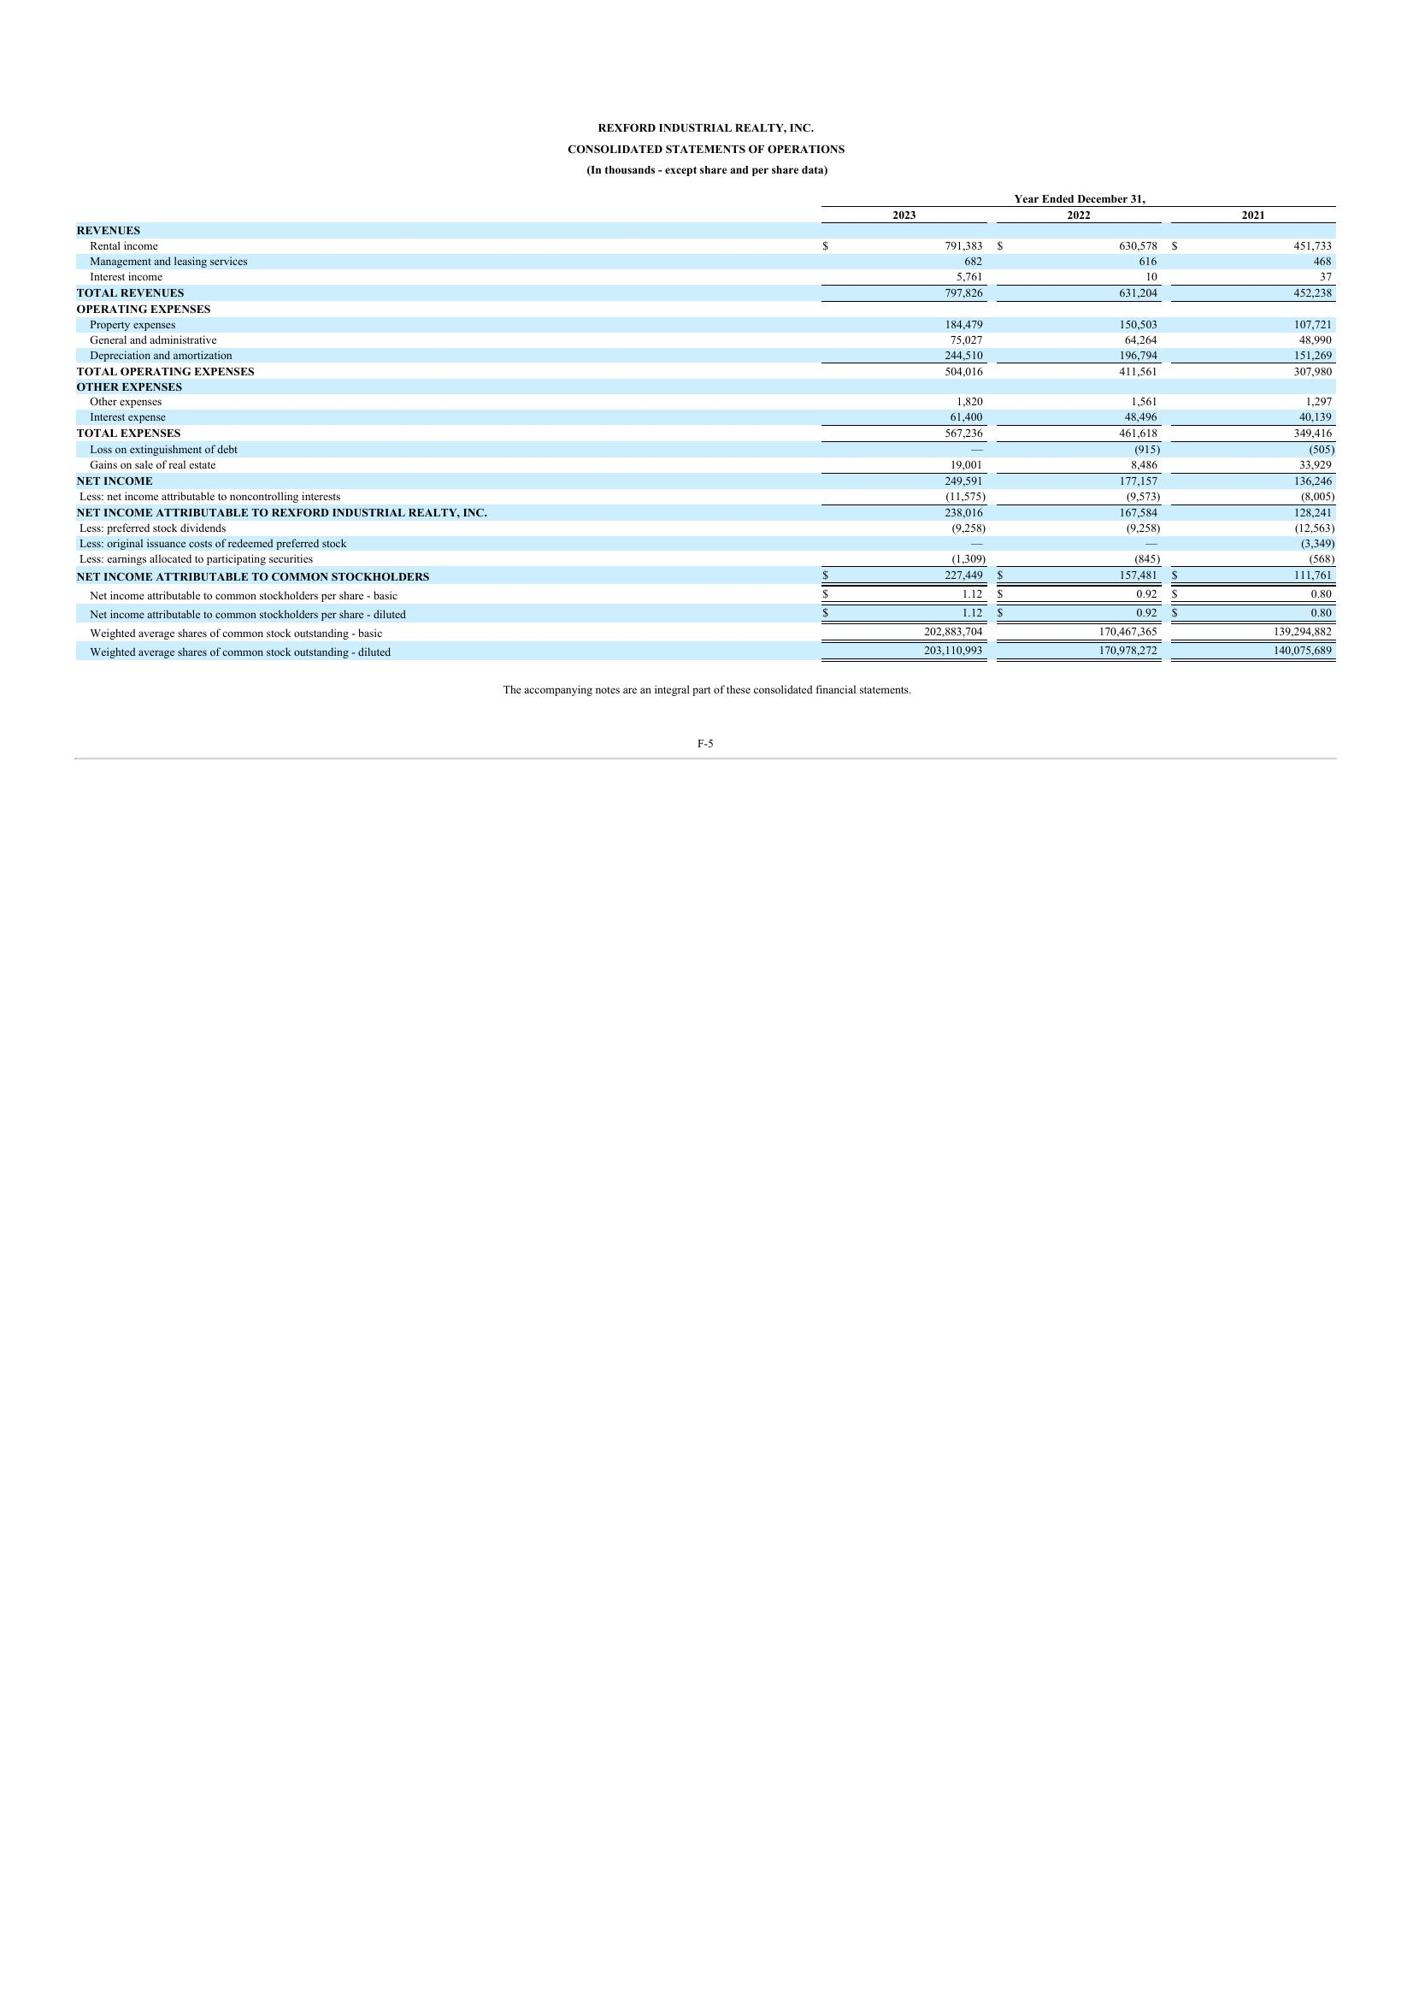 REXFORD INDUSTRIAL REALTY, INC.
CONSOLIDATED STATEMENTS OF OPERATIONS
(In thousands - except share and per share data)
Year Ended December 31,
2023 2022 2021
REVENUES
Rental income $ 791,383 $ 630,578 $ 451,733
Management and leasing services 682 616 468
Interest income 5,761 10 37
TOTAL REVENUES 797,826 631,204 452,238
OPERATING EXPENSES
Property expenses 184,479 150,503 107,721
General and administrative 75,027 64,264 48,990
Depreciation and amortization 244,510 196,794 151,269
TOTAL OPERATING EXPENSES 504,016 411,561 307,980
OTHER EXPENSES
Other expenses 1,820 1,561 1,297
Interest expense 61,400 48,496 40,139
TOTAL EXPENSES 567,236 461,618 349,416
Loss on extinguishment of debt — (915) (505)
Gains on sale of real estate 19,001 8,486 33,929
NET INCOME 249,591 177,157 136,246
Less: net income attributable to noncontrolling interests (11,575) (9,573) (8,005)
NET INCOME ATTRIBUTABLE TO REXFORD INDUSTRIAL REALTY, INC. 238,016 167,584 128,241
Less: preferred stock dividends (9,258) (9,258) (12,563)
Less: original issuance costs of redeemed preferred stock — — (3,349)
Less: earnings allocated to participating securities (1,309) (845) (568)
NET INCOME ATTRIBUTABLE TO COMMON STOCKHOLDERS $ 227,449 $ 157,481 $ 111,761
Net income attributable to common stockholders per share - basic $ 1.12 $ 0.92 $ 0.80
Net income attributable to common stockholders per share - diluted $ 1.12 $ 0.92 $ 0.80
Weighted average shares of common stock outstanding - basic 202,883,704 170,467,365 139,294,882
Weighted average shares of common stock outstanding - diluted 203,110,993 170,978,272 140,075,689
The accompanying notes are an integral part of these consolidated financial statements.
F-5